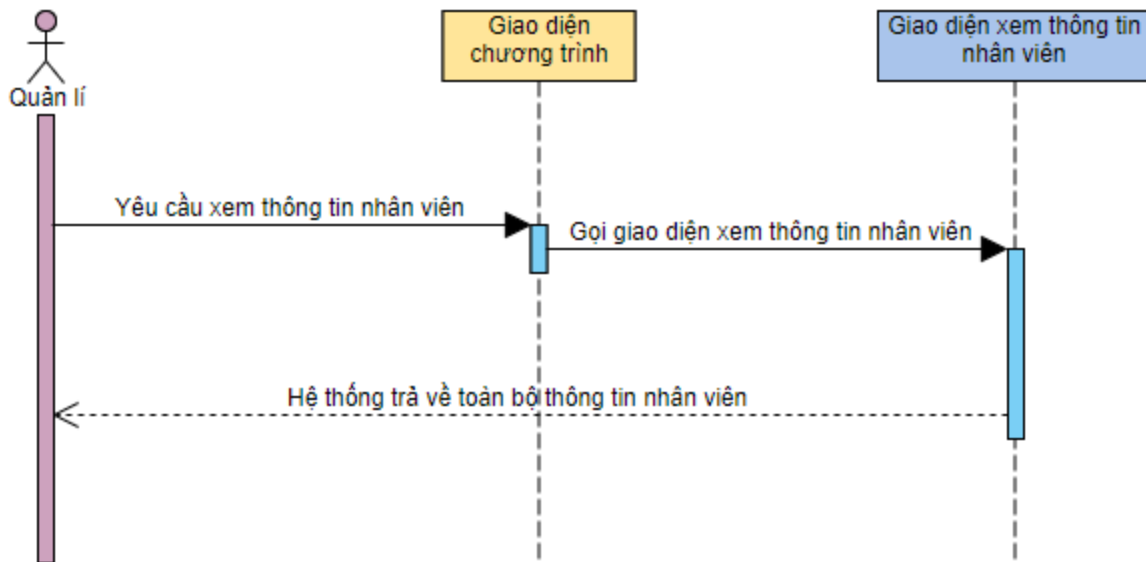 Quản lí
Giao diện
chương trình
Giao diện xem thông tin
nhân viên
Yêu cầu xem thông tin nhân viên
Gọi giao diện xem thông tin nhân viên
Hệ thống trả về toàn bộ thông tin nhân viên